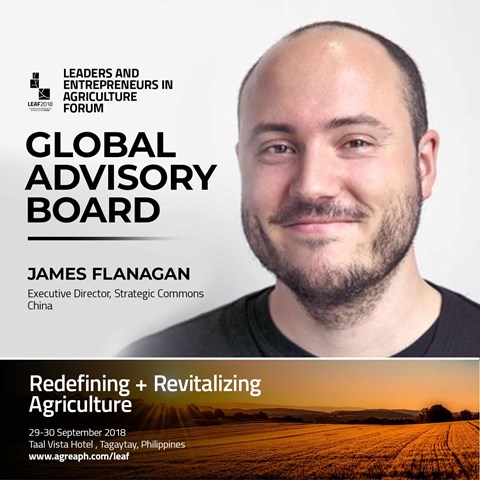 LEADERS AND
ENTREPRENEURS IN
AGRICULTURE
FORUM
LEAF2018
GLOBAL
ADVISORY
BOARD
JAMES FLANAGAN
Executive Director, Strategic Commons
China
Redefining + Revitalizing
Agriculture
29-30 September 2018
Taal Vista Hotel , Tagaytay, Philippines
www.agreaph.com/leaf